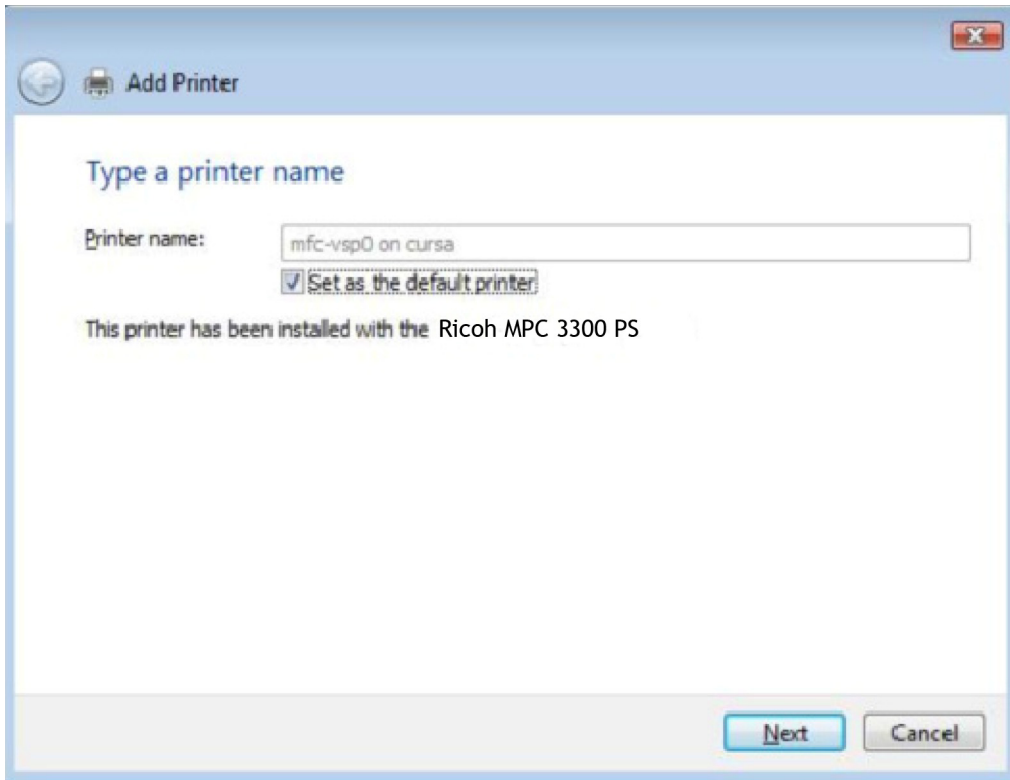 Add Printer
Type a printer name
Printer name: mfc-vsp0 on cursa
Set as the default printer
This printer has been installed with the Ricoh MPC 3300 PS
Next Cancel